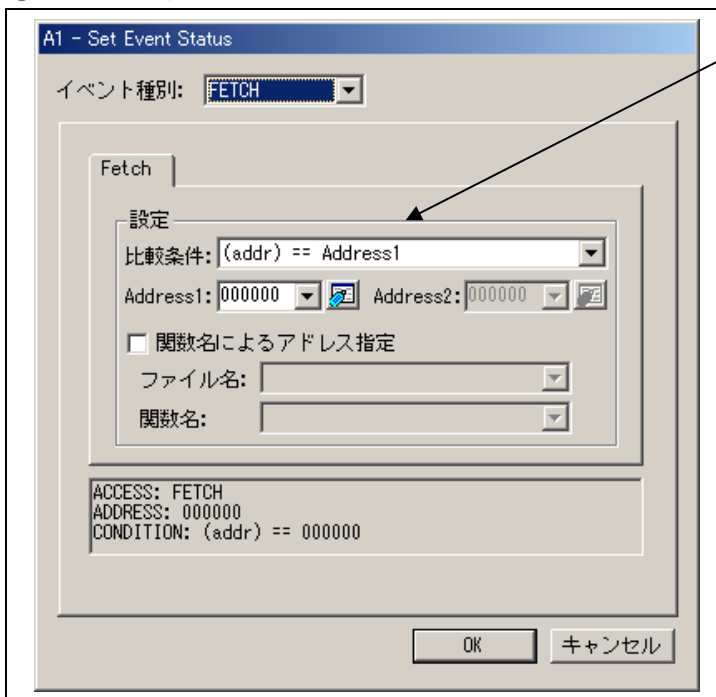 A1 - Set Event Status
イベント種別: FETCH
Fetch
設定
比較条件: (addr) == Address1
Address1: 000000 Address2: 000000
関数名によるアドレス指定
ファイル名:
関数名:
ACCESS: FETCH
ADDRESS: 000000
CONDITION: (addr) == 000000
OK キャンセル